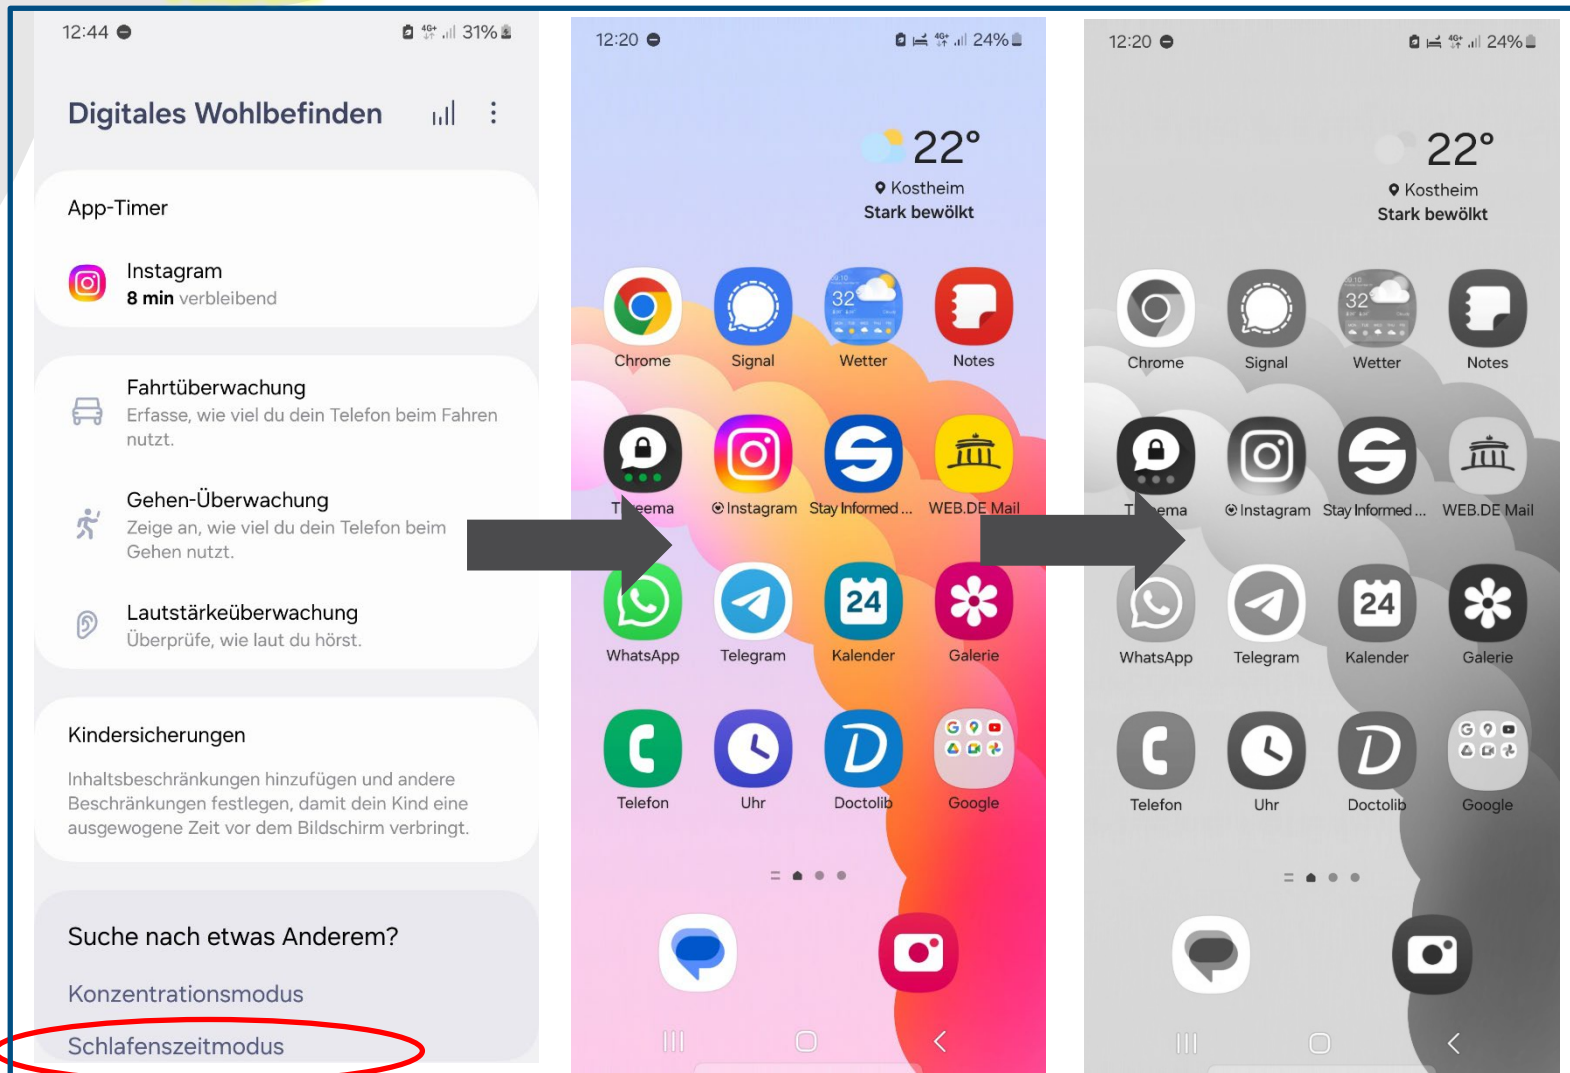 12:44
4G+ 31%
Digitales Wohlbefinden
App-Timer
Instagram
8 min verbleibend
Fahrtüberwachung
Erfasse, wie viel du dein Telefon beim Fahren
nutzt.
Gehen-Überwachung
Zeige an, wie viel du dein Telefon beim
Gehen nutzt.
Lautstärkeüberwachung
Überprüfe, wie laut du hörst.
Kindersicherungen
Inhaltsbeschränkungen hinzufügen und andere
Beschränkungen festlegen, damit dein Kind eine
ausgewogene Zeit vor dem Bildschirm verbringt.
Suche nach etwas Anderem?
Konzentrationsmodus
Schlafenszeitmodus
12:20
4G+ 24%
22°
Kostheim
Stark bewölkt
32
Chrome Signal Wetter Notes
Instagram Stay Informed ... WEB.DE Mail
24
WhatsApp Telegram Kalender Galerie
Telefon Uhr Doctolib Google
12:20
4G+ 24%
22°
Kostheim
Stark bewölkt
32
Chrome Signal Wetter Notes
Instagram Stay Informed ... WEB.DE Mail
24
WhatsApp Telegram Kalender Galerie
Telefon Uhr Doctolib Google